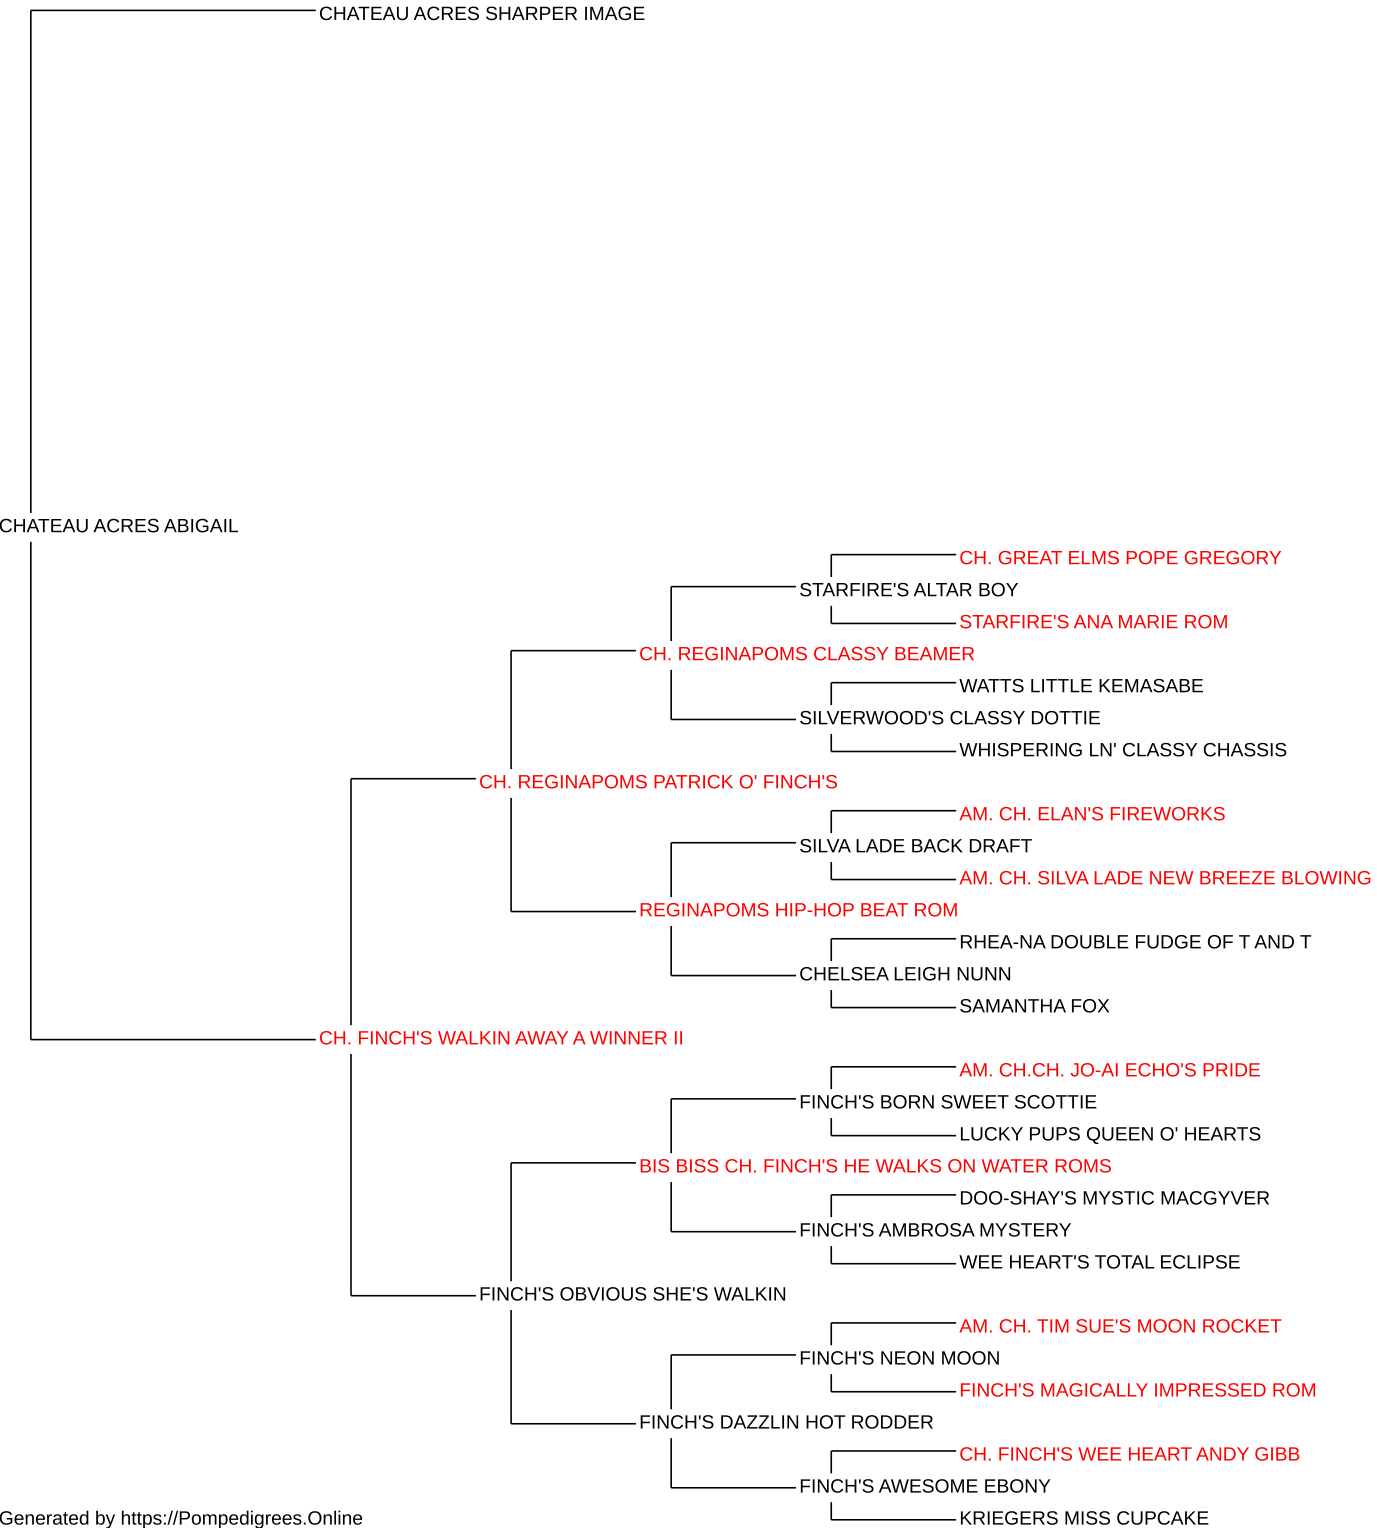 CHATEAU ACRES SHARPER IMAGE
CHATEAU ACRES ABIGAIL
CH. GREAT ELMS POPE GREGORY
STARFIRE'S ALTAR BOY
STARFIRE'S ANA MARIE ROM
CH. REGINAPOMS CLASSY BEAMER
WATTS LITTLE KEMASABE
SILVERWOOD'S CLASSY DOTTIE
WHISPERING LN' CLASSY CHASSIS
CH. REGINAPOMS PATRICK O' FINCH'S
AM. CH. ELAN'S FIREWORKS
SILVA LADE BACK DRAFT
AM. CH. SILVA LADE NEW BREEZE BLOWING
REGINAPOMS HIP-HOP BEAT ROM
RHEA-NA DOUBLE FUDGE OF T AND T
CHELSEA LEIGH NUNN
SAMANTHA FOX
CH. FINCH'S WALKIN AWAY A WINNER II
AM. CH.CH. JO-AI ECHO'S PRIDE
FINCH'S BORN SWEET SCOTTIE
LUCKY PUPS QUEEN O' HEARTS
BIS BISS CH. FINCH'S HE WALKS ON WATER ROMS
DOO-SHAY'S MYSTIC MACGYVER
FINCH'S AMBROSA MYSTERY
WEE HEART'S TOTAL ECLIPSE
FINCH'S OBVIOUS SHE'S WALKIN
AM. CH. TIM SUE'S MOON ROCKET
FINCH'S NEON MOON
FINCH'S MAGICALLY IMPRESSED ROM
FINCH'S DAZZLIN HOT RODDER
CH. FINCH'S WEE HEART ANDY GIBB
FINCH'S AWESOME EBONY
KRIEGERS MISS CUPCAKE
Generated by https://Pompedigrees.Online